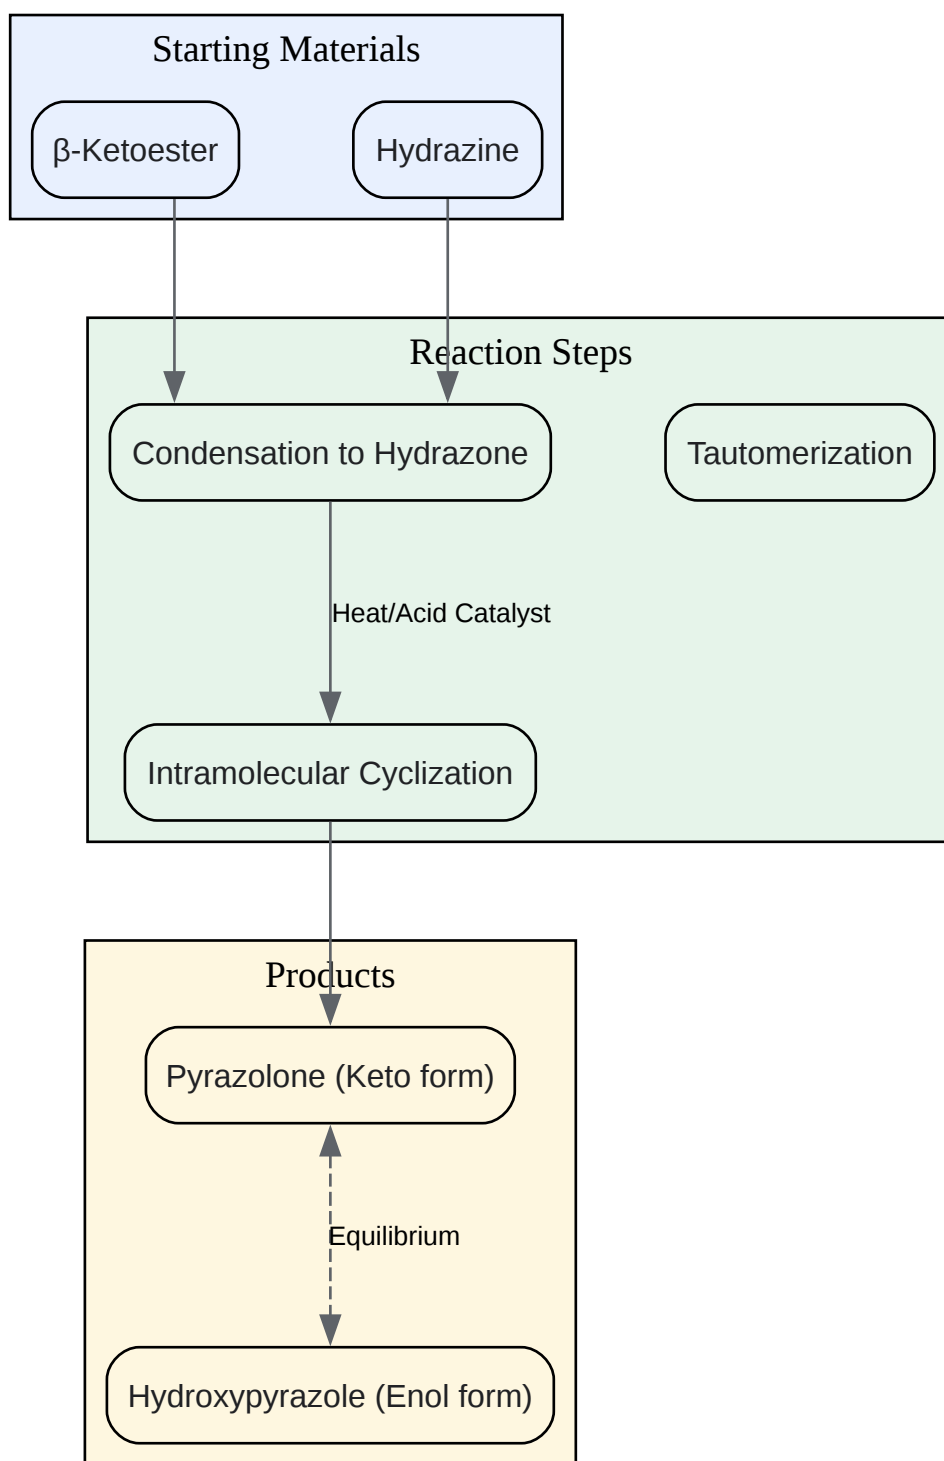 Starting Materials
β-Ketoester
Hydrazine
Reaction Steps
Condensation to Hydrazone
Tautomerization
Heat/Acid Catalyst
Intramolecular Cyclization
Products
Pyrazolone (Keto form)
Equilibrium
Hydroxypyrazole (Enol form)